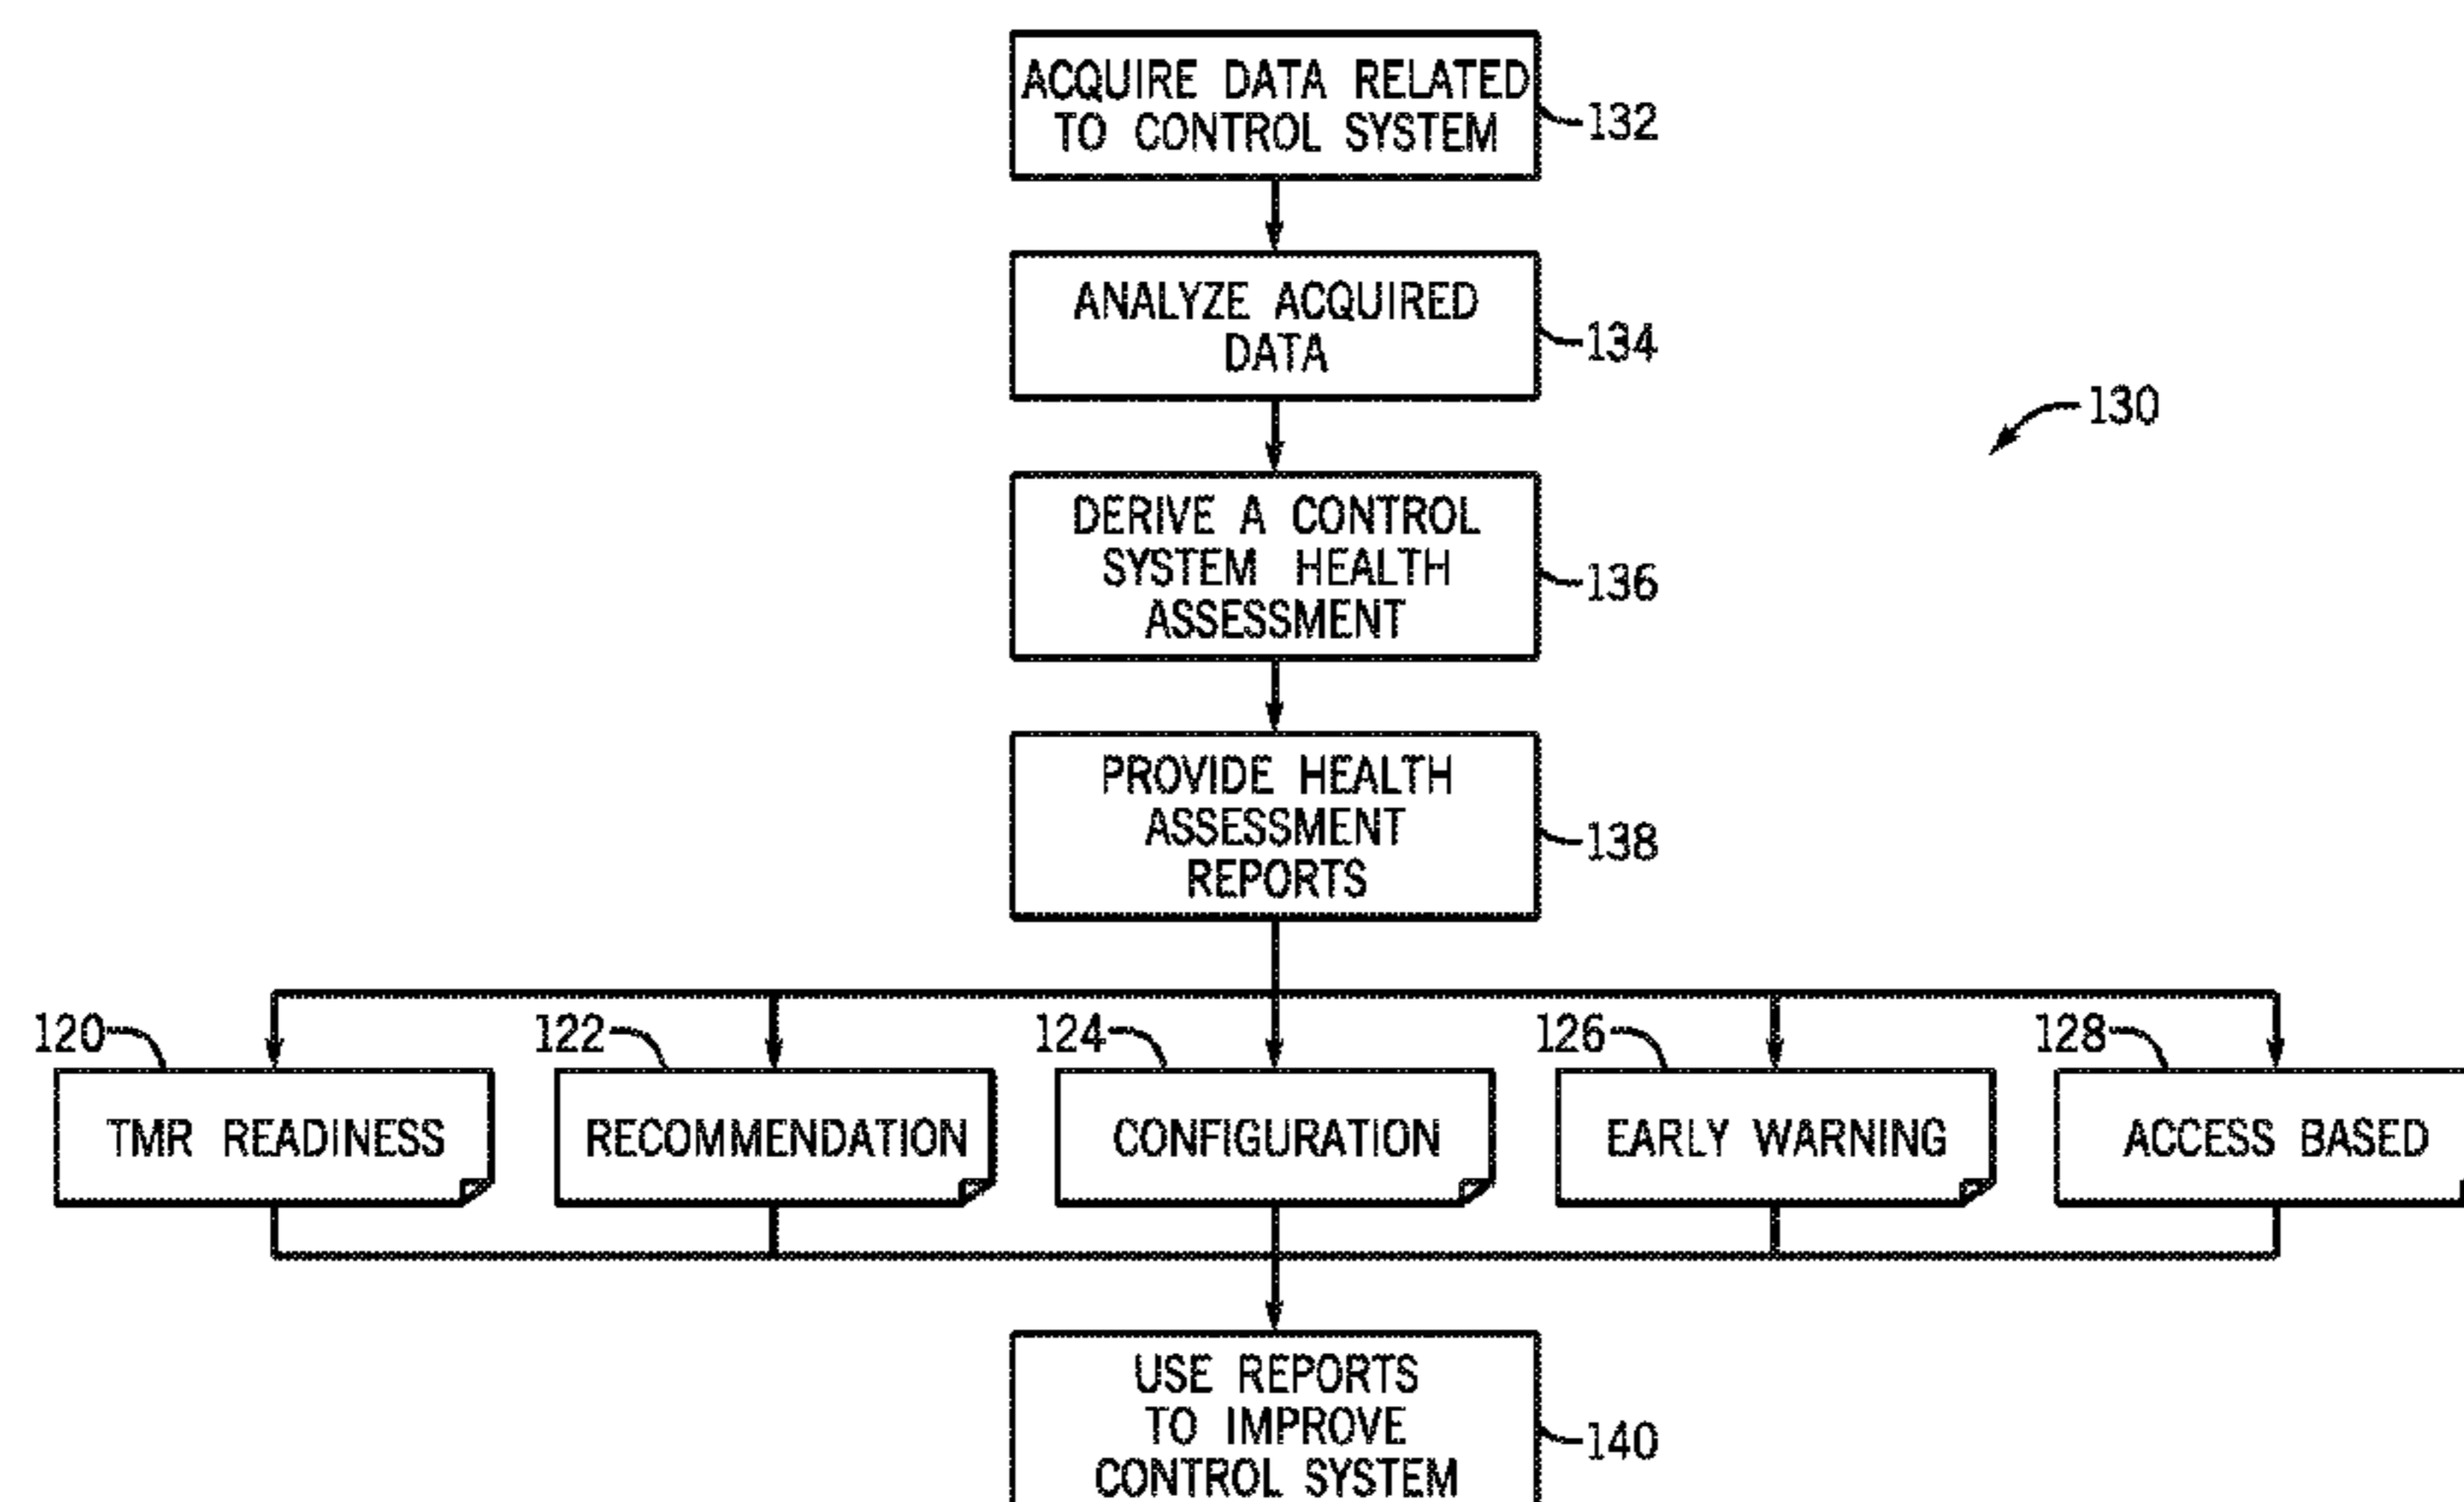 ACQUIRE DATA RELATED
TO CONTROL SYSTEM
132
ANALYZE ACQUIRED
DATA
134
130
DERIVE A CONTROL
SYSTEM HEALTH
ASSESSMENT
136
PROVIDE HEALTH
ASSESSMENT
REPORTS
138
120
122
124
126
128
TMR READINESS
RECOMMENDATION
CONFIGURATION
EARLY WARNING
ACCESS BASED
USE REPORTS
TO IMPROVE
CONTROL SYSTEM
140